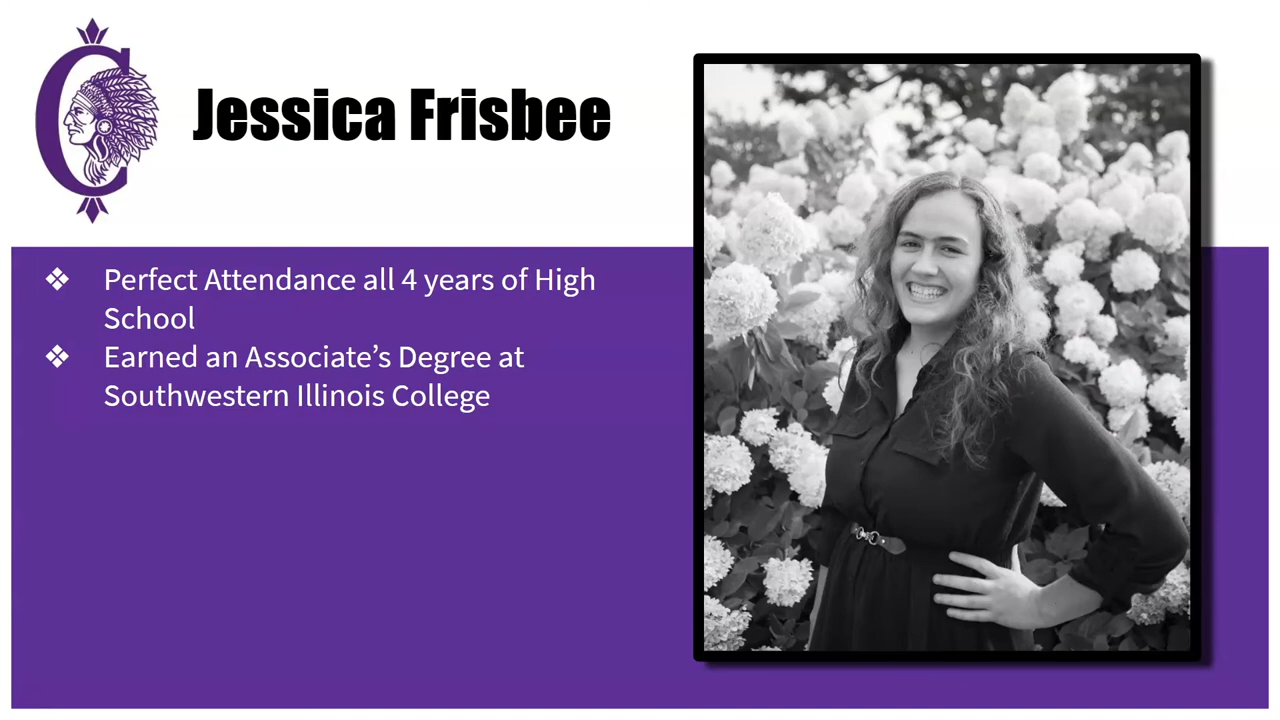 Jessica Frisbee
❖ Perfect Attendance all 4 years of High
School
❖ Earned an Associate’s Degree at
Southwestern Illinois College